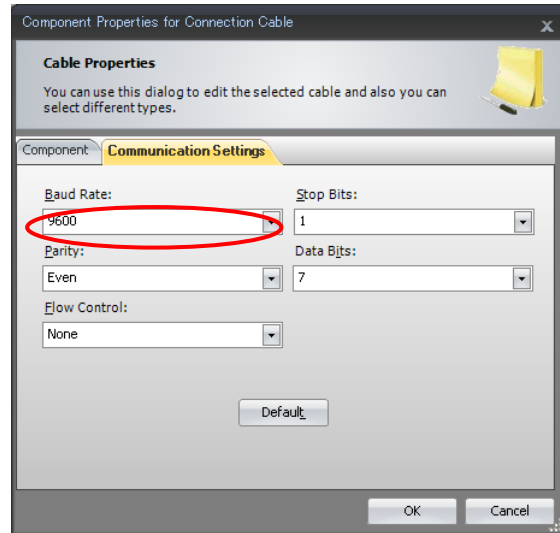 Component Properties for Connection Cable
x
Cable Properties
You can use this dialog to edit the selected cable and also you can
select different types.
Component
Communication Settings
Baud Rate:
Stop Bits:
9600
1
Parity:
Data Bits:
Even
7
Flow Control:
None
Default
OK
Cancel